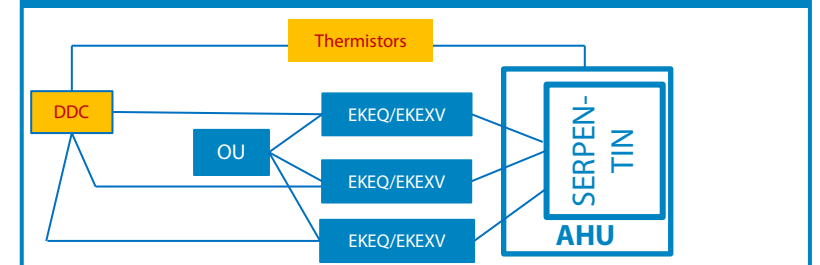 Thermistors
DDC
EKEQ/EKEXV
OU
EKEQ/EKEXV
EKEQ/EKEXV
SERPEN-
TIN
AHU